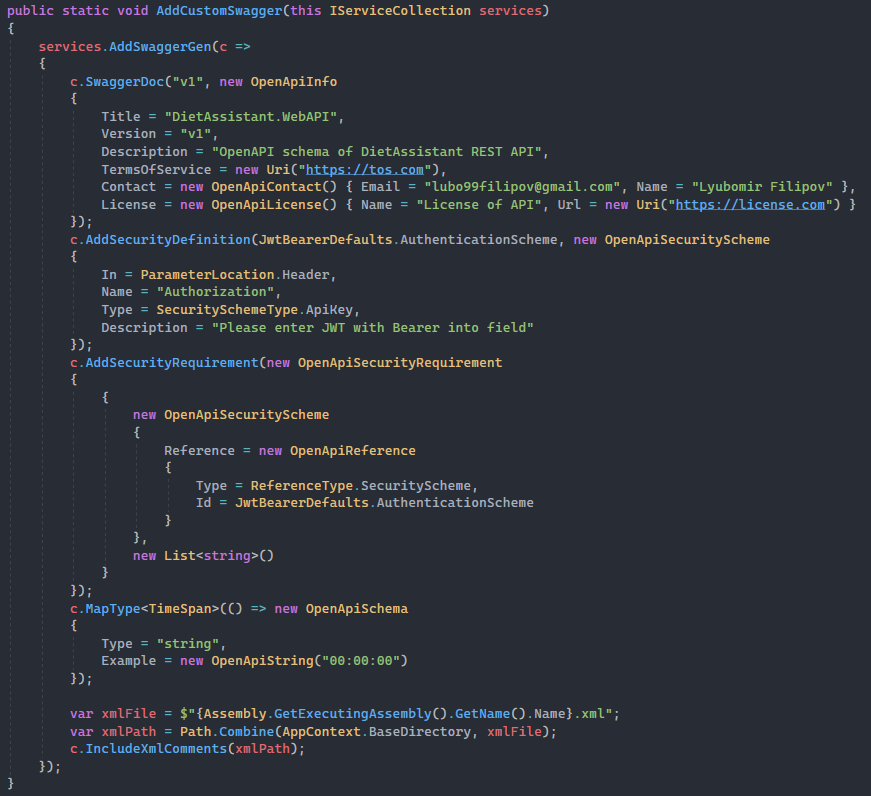 public static void AddCustomSwagger(this IServiceCollection services)
{
    services.AddSwaggerGen(c =>
    {
        c.SwaggerDoc("v1", new OpenApiInfo
        {
            Title = "DietAssistant.WebAPI",
            Version = "v1",
            Description = "OpenAPI schema of DietAssistant REST API",
            TermsOfService = new Uri("https://tos.com"),
            Contact = new OpenApiContact() { Email = "lubo99filipov@gmail.com", Name = "Lyubomir Filipov" },
            License = new OpenApiLicense() { Name = "License of API", Url = new Uri("https://license.com") }
        });
        c.AddSecurityDefinition(JwtBearerDefaults.AuthenticationScheme, new OpenApiSecurityScheme
        {
            In = ParameterLocation.Header,
            Name = "Authorization",
            Type = SecuritySchemeType.ApiKey,
            Description = "Please enter JWT with Bearer into field"
        });
        c.AddSecurityRequirement(new OpenApiSecurityRequirement
        {
            {
                new OpenApiSecurityScheme
                {
                    Reference = new OpenApiReference
                    {
                        Type = ReferenceType.SecurityScheme,
                        Id = JwtBearerDefaults.AuthenticationScheme
                    }
                },
                new List<string>()
            }
        });
        c.MapType<TimeSpan>(() => new OpenApiSchema
        {
            Type = "string",
            Example = new OpenApiString("00:00:00")
        });

        var xmlFile = $"{Assembly.GetExecutingAssembly().GetName().Name}.xml";
        var xmlPath = Path.Combine(AppContext.BaseDirectory, xmlFile);
        c.IncludeXmlComments(xmlPath);
    });
}